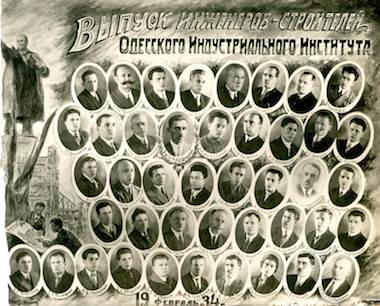 Выпуск инженеров-строителей
Одесского Индустриального Института
19 Февраль 34